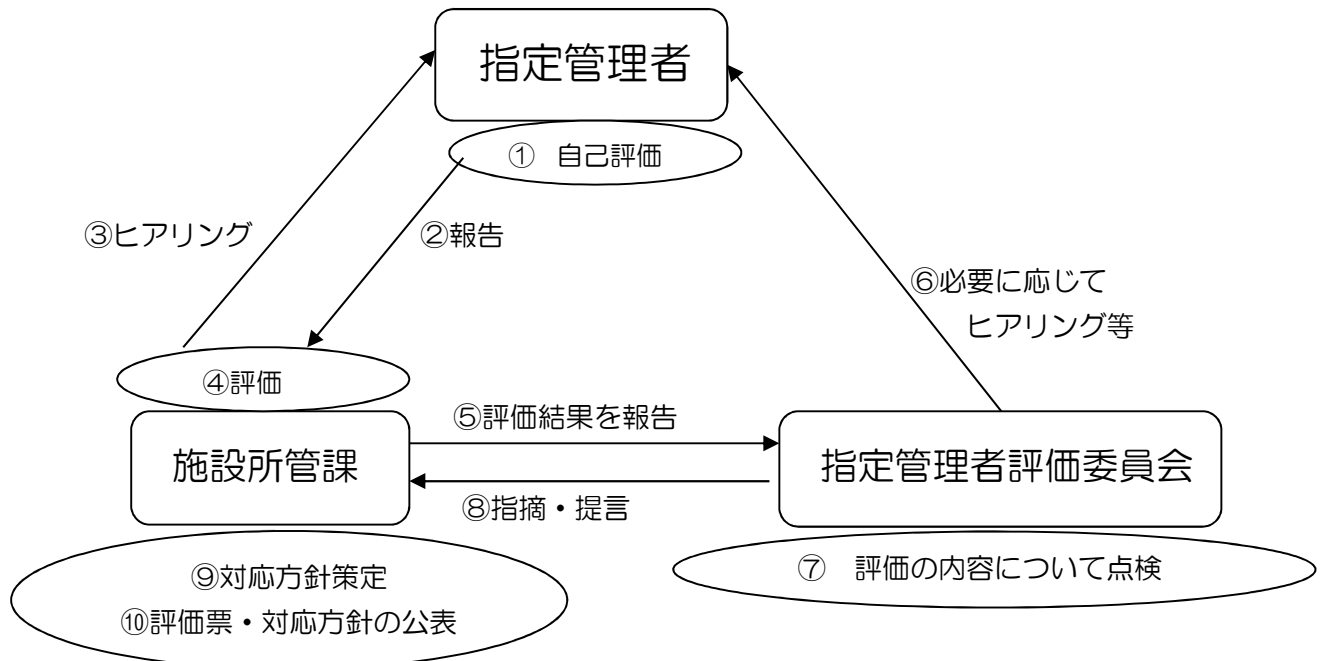 指定管理者
① 自己評価
③ヒアリング
②報告
⑥必要に応じて
ヒアリング等
④評価
⑤評価結果を報告
施設所管課
指定管理者評価委員会
⑧指摘・提言
⑨対応方針策定
⑩評価票・対応方針の公表
⑦ 評価の内容について点検